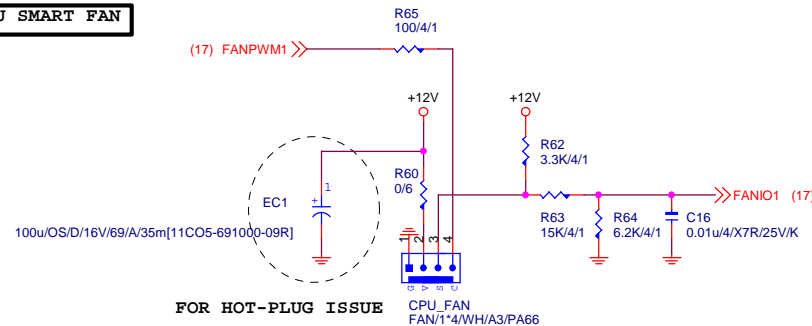 U SMART FAN
R65
100/4/1
(17) FANPWM1
+12V
+12V
R62
3.3K/4/1
R60
0/6
EC1
1
+
100u/OS/D/16V/69/A/35m[11CO5-691000-09R]
FANIO1 (17)
R63
15K/4/1
R64
6.2K/4/1
C16
0.01u/4/X7R/25V/K
1
2
3
4
G
V
S
C
FOR HOT-PLUG ISSUE
CPU_FAN
FAN/1*4/WH/A3/PA66